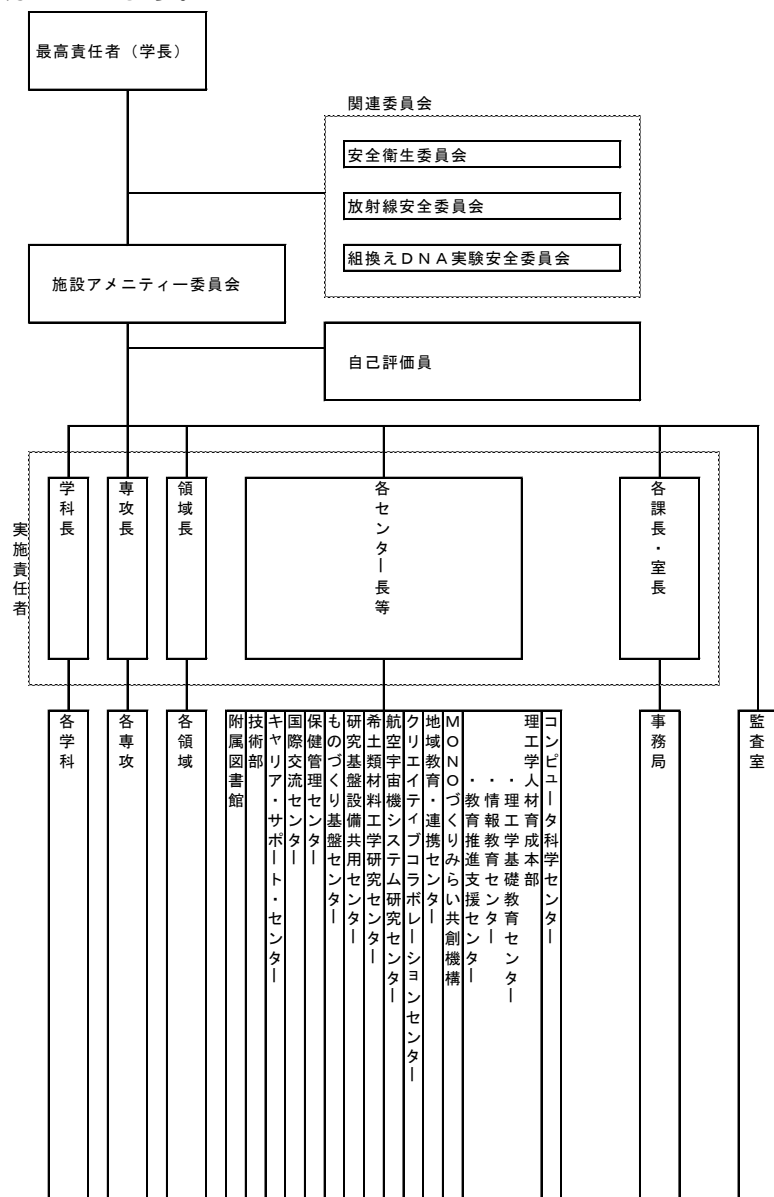 最高責任者（学長）
関連委員会
安全衛生委員会
放射線安全委員会
組換えＤＮＡ実験安全委員会
施設アメニティー委員会
自己評価員
実施責任者
学科長
専攻長
領域長
各センター長等
各課長・室長
各学科
各専攻
各領域
附属図書館
技術部
キャリア・サポート・センター
国際交流センター
保健管理センター
ものづくり基盤センター
研究基盤設備共用センター
希土類材料工学研究センター
航空宇宙機システム研究センター
クリエイティブコラボレーションセンター
地域教育・連携センター
ＭＯＮＯづくりみらい共創機構
理工学人材育成本部
・理工学基礎教育センター
・情報教育センター
・教育推進支援センター
コンピュータ科学センター
事務局
監査室